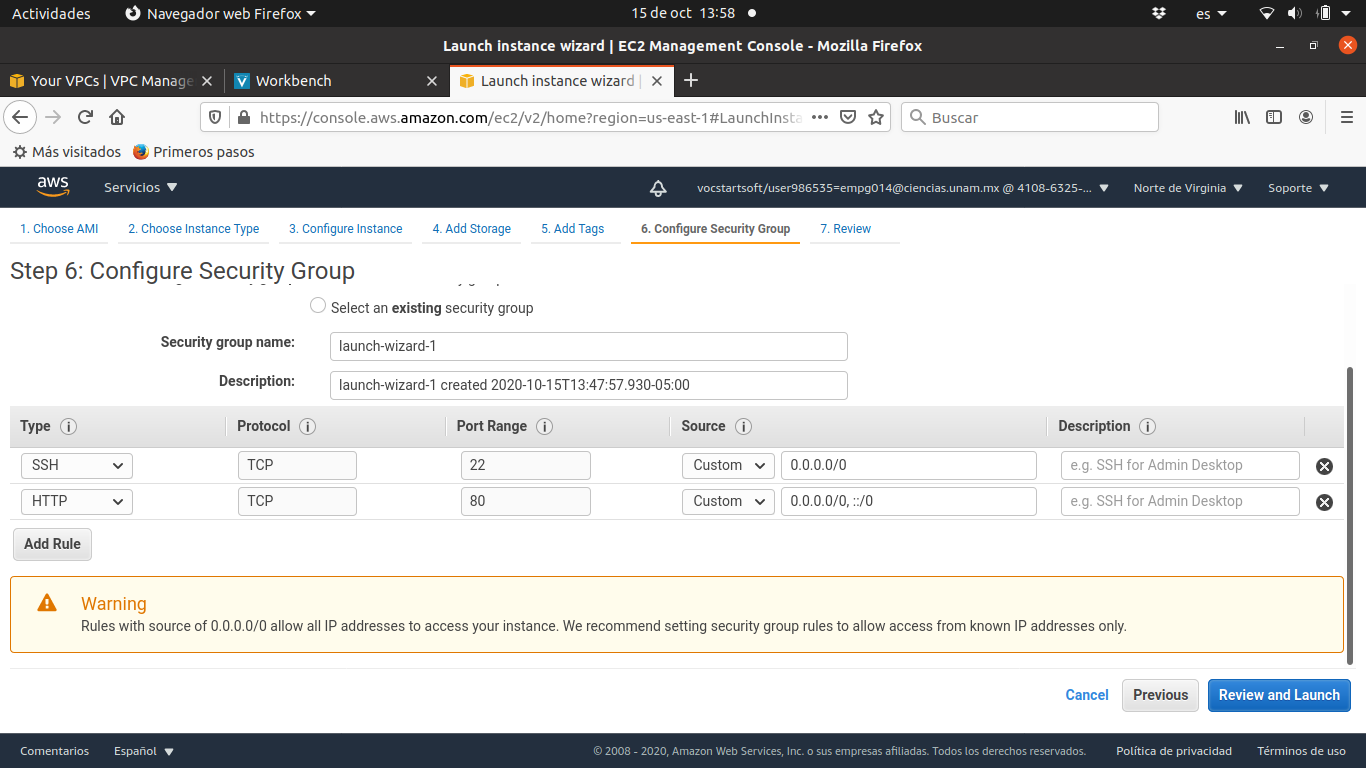 Actividades Navegador web Firefox 15 de oct 13:58 es
Launch instance wizard | EC2 Management Console - Mozilla Firefox
Your VPCs | VPC Manage Workbench Launch instance wizard |
https://console.aws.amazon.com/ec2/v2/home?region=us-east-1#LaunchInsta Buscar
Más visitados Primeros pasos
aws Servicios vocstartsoft/user986535=empg014@ciencias.unam.mx @ 4108-6325-... Norte de Virginia Soporte
1. Choose AMI 2. Choose Instance Type 3. Configure Instance 4. Add Storage 5. Add Tags 6. Configure Security Group 7. Review
Step 6: Configure Security Group
Select an existing security group
Security group name: launch-wizard-1
Description: launch-wizard-1 created 2020-10-15T13:47:57.930-05:00
Type Protocol Port Range Source Description
SSH TCP 22 Custom 0.0.0.0/0 e.g. SSH for Admin Desktop
HTTP TCP 80 Custom 0.0.0.0/0, ::/0 e.g. SSH for Admin Desktop
Add Rule
Warning
Rules with source of 0.0.0.0/0 allow all IP addresses to access your instance. We recommend setting security group rules to allow access from known IP addresses only.
Cancel Previous Review and Launch
Comentarios Español © 2008 - 2020, Amazon Web Services, Inc. o sus empresas afiliadas. Todos los derechos reservados. Política de privacidad Términos de uso